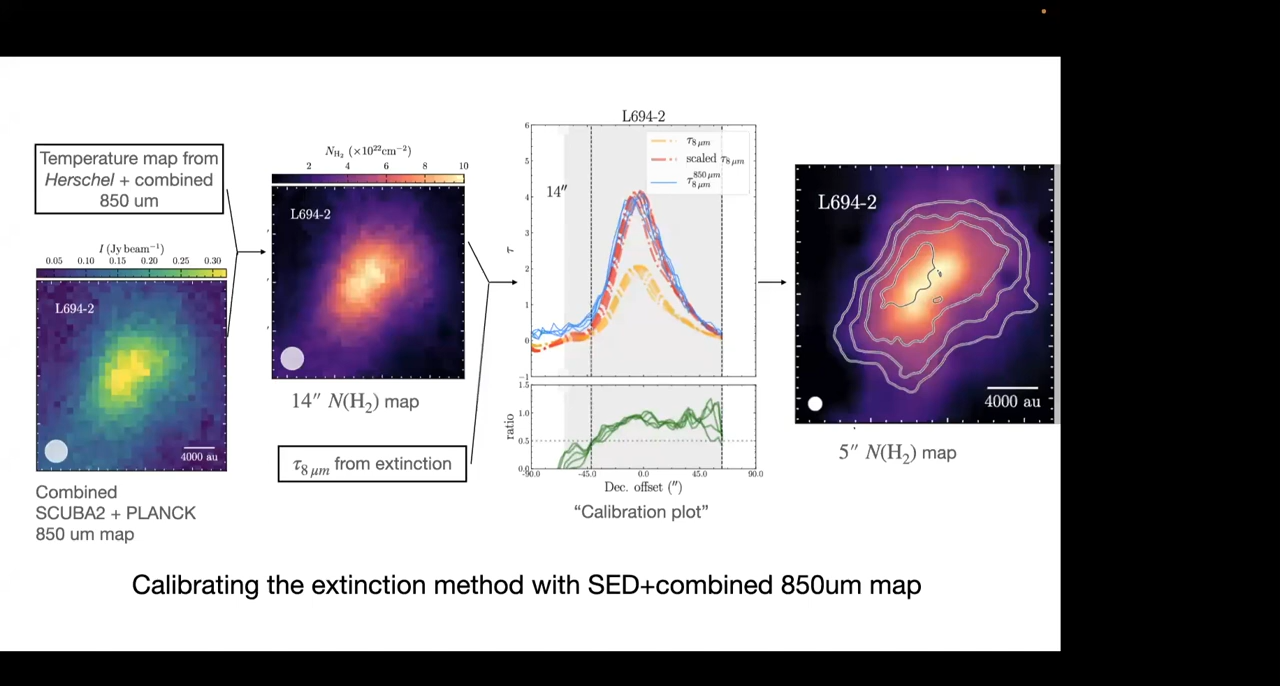 Temperature map from
Herschel + combined
850 um
I (Jy beam⁻¹)
0.05 0.10 0.15 0.20 0.25 0.30
L694-2
4000 au
Combined
SCUBA2 + PLANCK
850 um map
N_H₂ (×10²²cm⁻²)
2 4 6 8 10
L694-2
14″ N(H₂) map
τ₈ μm from extinction
L694-2
τ₈ μm
scaled τ₈ μm
τ₈ μm^850 μm
14″
6
5
4
3
2
1
0
−1
τ
1.5
1.0
0.5
0.0
ratio
-90.0 -45.0 0.0 45.0 90.0
Dec. offset (″)
“Calibration plot”
L694-2
4000 au
5″ N(H₂) map
Calibrating the extinction method with SED+combined 850um map